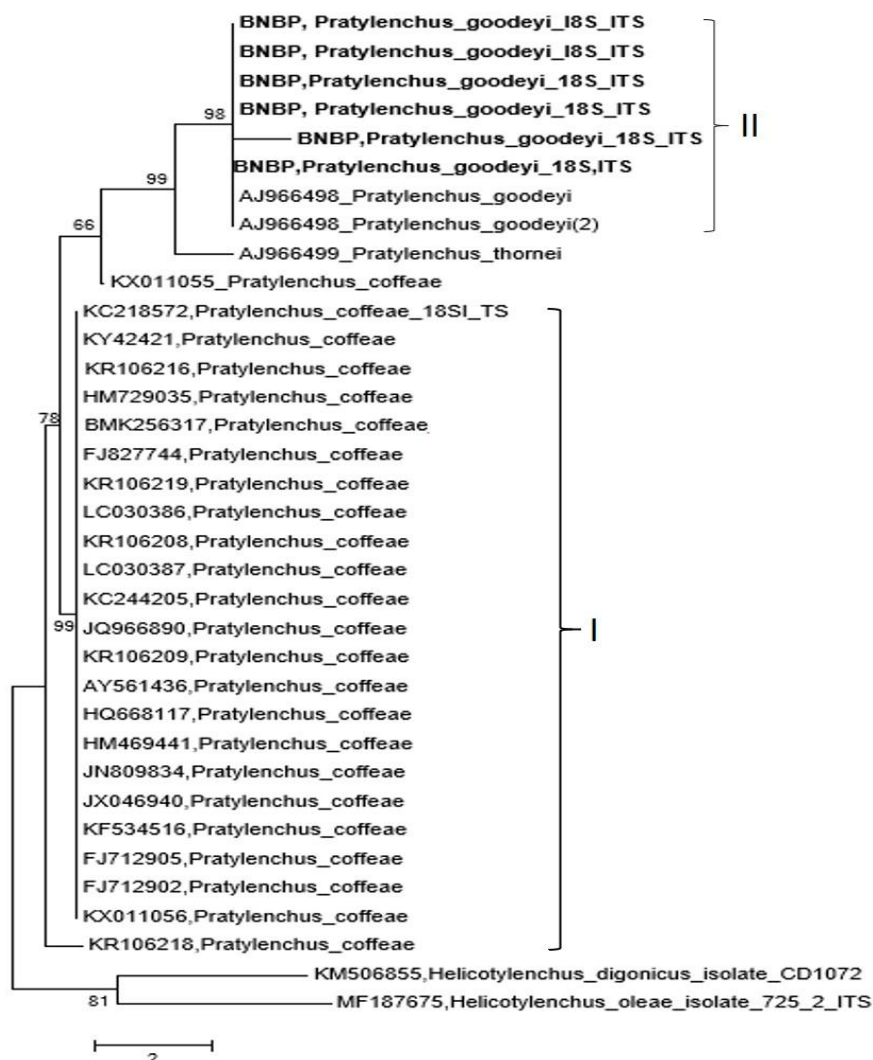 BNBP, Pratylenchus_goodeyi_I8S_ITS
BNBP, Pratylenchus_goodeyi_I8S_ITS
BNBP,Pratylenchus_goodeyi_18S_ITS
BNBP, Pratylenchus_goodeyi_18S_ITS
98
II
BNBP,Pratylenchus_goodeyi_18S_ITS
BNBP,Pratylenchus_goodeyi_18S,ITS
99
AJ966498_Pratylenchus_goodeyi
66
AJ966498_Pratylenchus_goodeyi(2)
AJ966499_Pratylenchus_thornei
KX011055_Pratylenchus_coffeae
KC218572,Pratylenchus_coffeae_18SI_TS
KY42421,Pratylenchus_coffeae
KR106216,Pratylenchus_coffeae
HM729035,Pratylenchus_coffeae
78
BMK256317,Pratylenchus_coffeae
FJ827744,Pratylenchus_coffeae
KR106219,Pratylenchus_coffeae
LC030386,Pratylenchus_coffeae
KR106208,Pratylenchus_coffeae
LC030387,Pratylenchus_coffeae
KC244205,Pratylenchus_coffeae
99
JQ966890,Pratylenchus_coffeae
I
KR106209,Pratylenchus_coffeae
AY561436,Pratylenchus_coffeae
HQ668117,Pratylenchus_coffeae
HM469441,Pratylenchus_coffeae
JN809834,Pratylenchus_coffeae
JX046940,Pratylenchus_coffeae
KF534516,Pratylenchus_coffeae
FJ712905,Pratylenchus_coffeae
FJ712902,Pratylenchus_coffeae
KX011056,Pratylenchus_coffeae
KR106218,Pratylenchus_coffeae
KM506855,Helicotylenchus_digonicus_isolate_CD1072
81
MF187675,Helicotylenchus_oleae_isolate_725_2_ITS
2